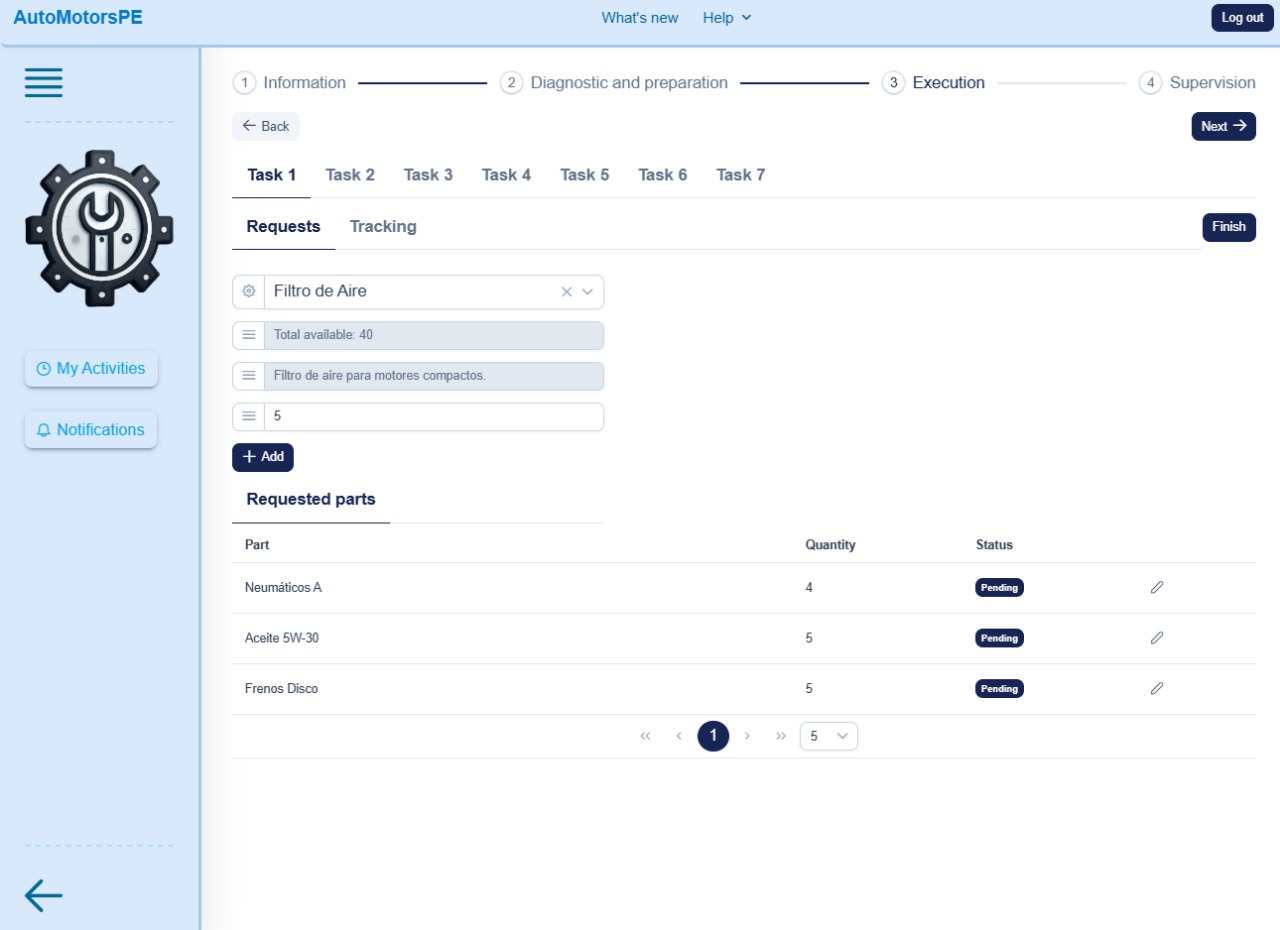 AutoMotorsPE
What's new
Help
Log out
1 Information
2 Diagnostic and preparation
3 Execution
4 Supervision
Back
Next
Task 1
Task 2
Task 3
Task 4
Task 5
Task 6
Task 7
Requests
Tracking
Finish
Filtro de Aire
Total available: 40
My Activities
Filtro de aire para motores compactos.
5
Notifications
Add
Requested parts
Part Quantity Status
Neumáticos A 4 Pending
Aceite 5W-30 5 Pending
Frenos Disco 5 Pending
1
5